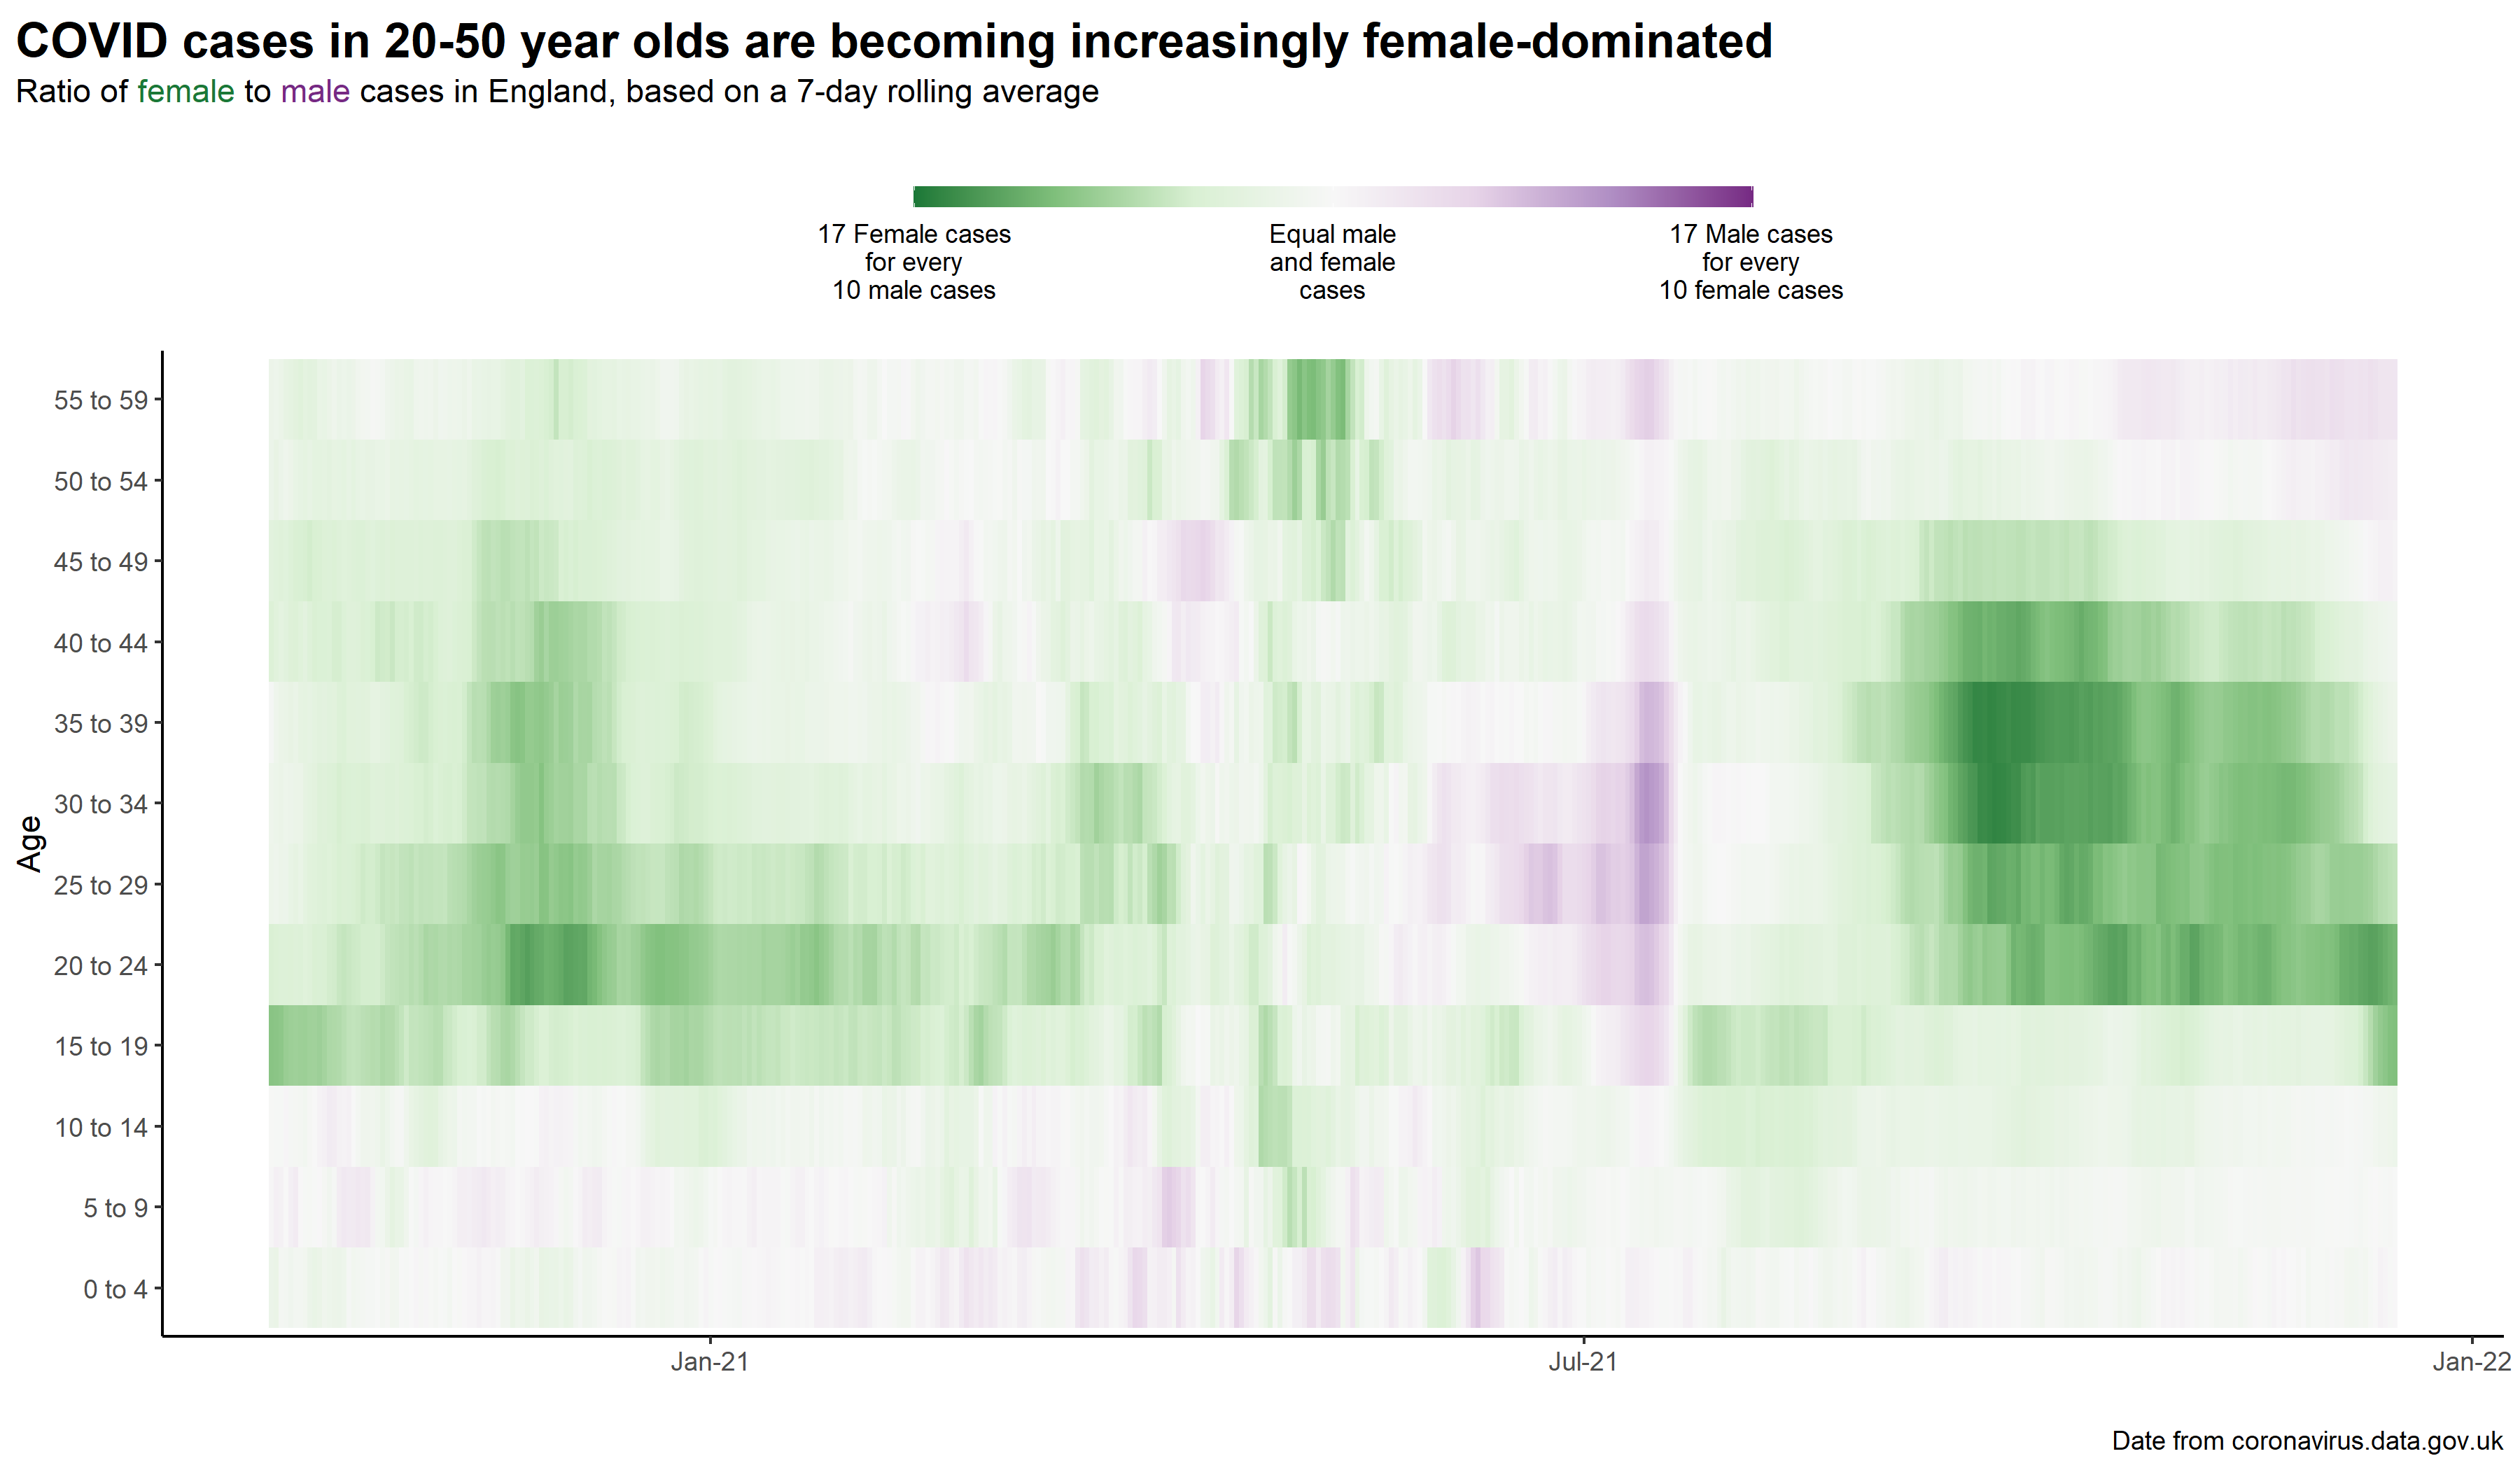 COVID cases in 20-50 year olds are becoming increasingly female-dominated
Ratio of female to male cases in England, based on a 7-day rolling average
17 Female cases
for every
10 male cases
Equal male
and female
cases
17 Male cases
for every
10 female cases
Age
55 to 59
50 to 54
45 to 49
40 to 44
35 to 39
30 to 34
25 to 29
20 to 24
15 to 19
10 to 14
5 to 9
0 to 4
Jan-21
Jul-21
Jan-22
Date from coronavirus.data.gov.uk